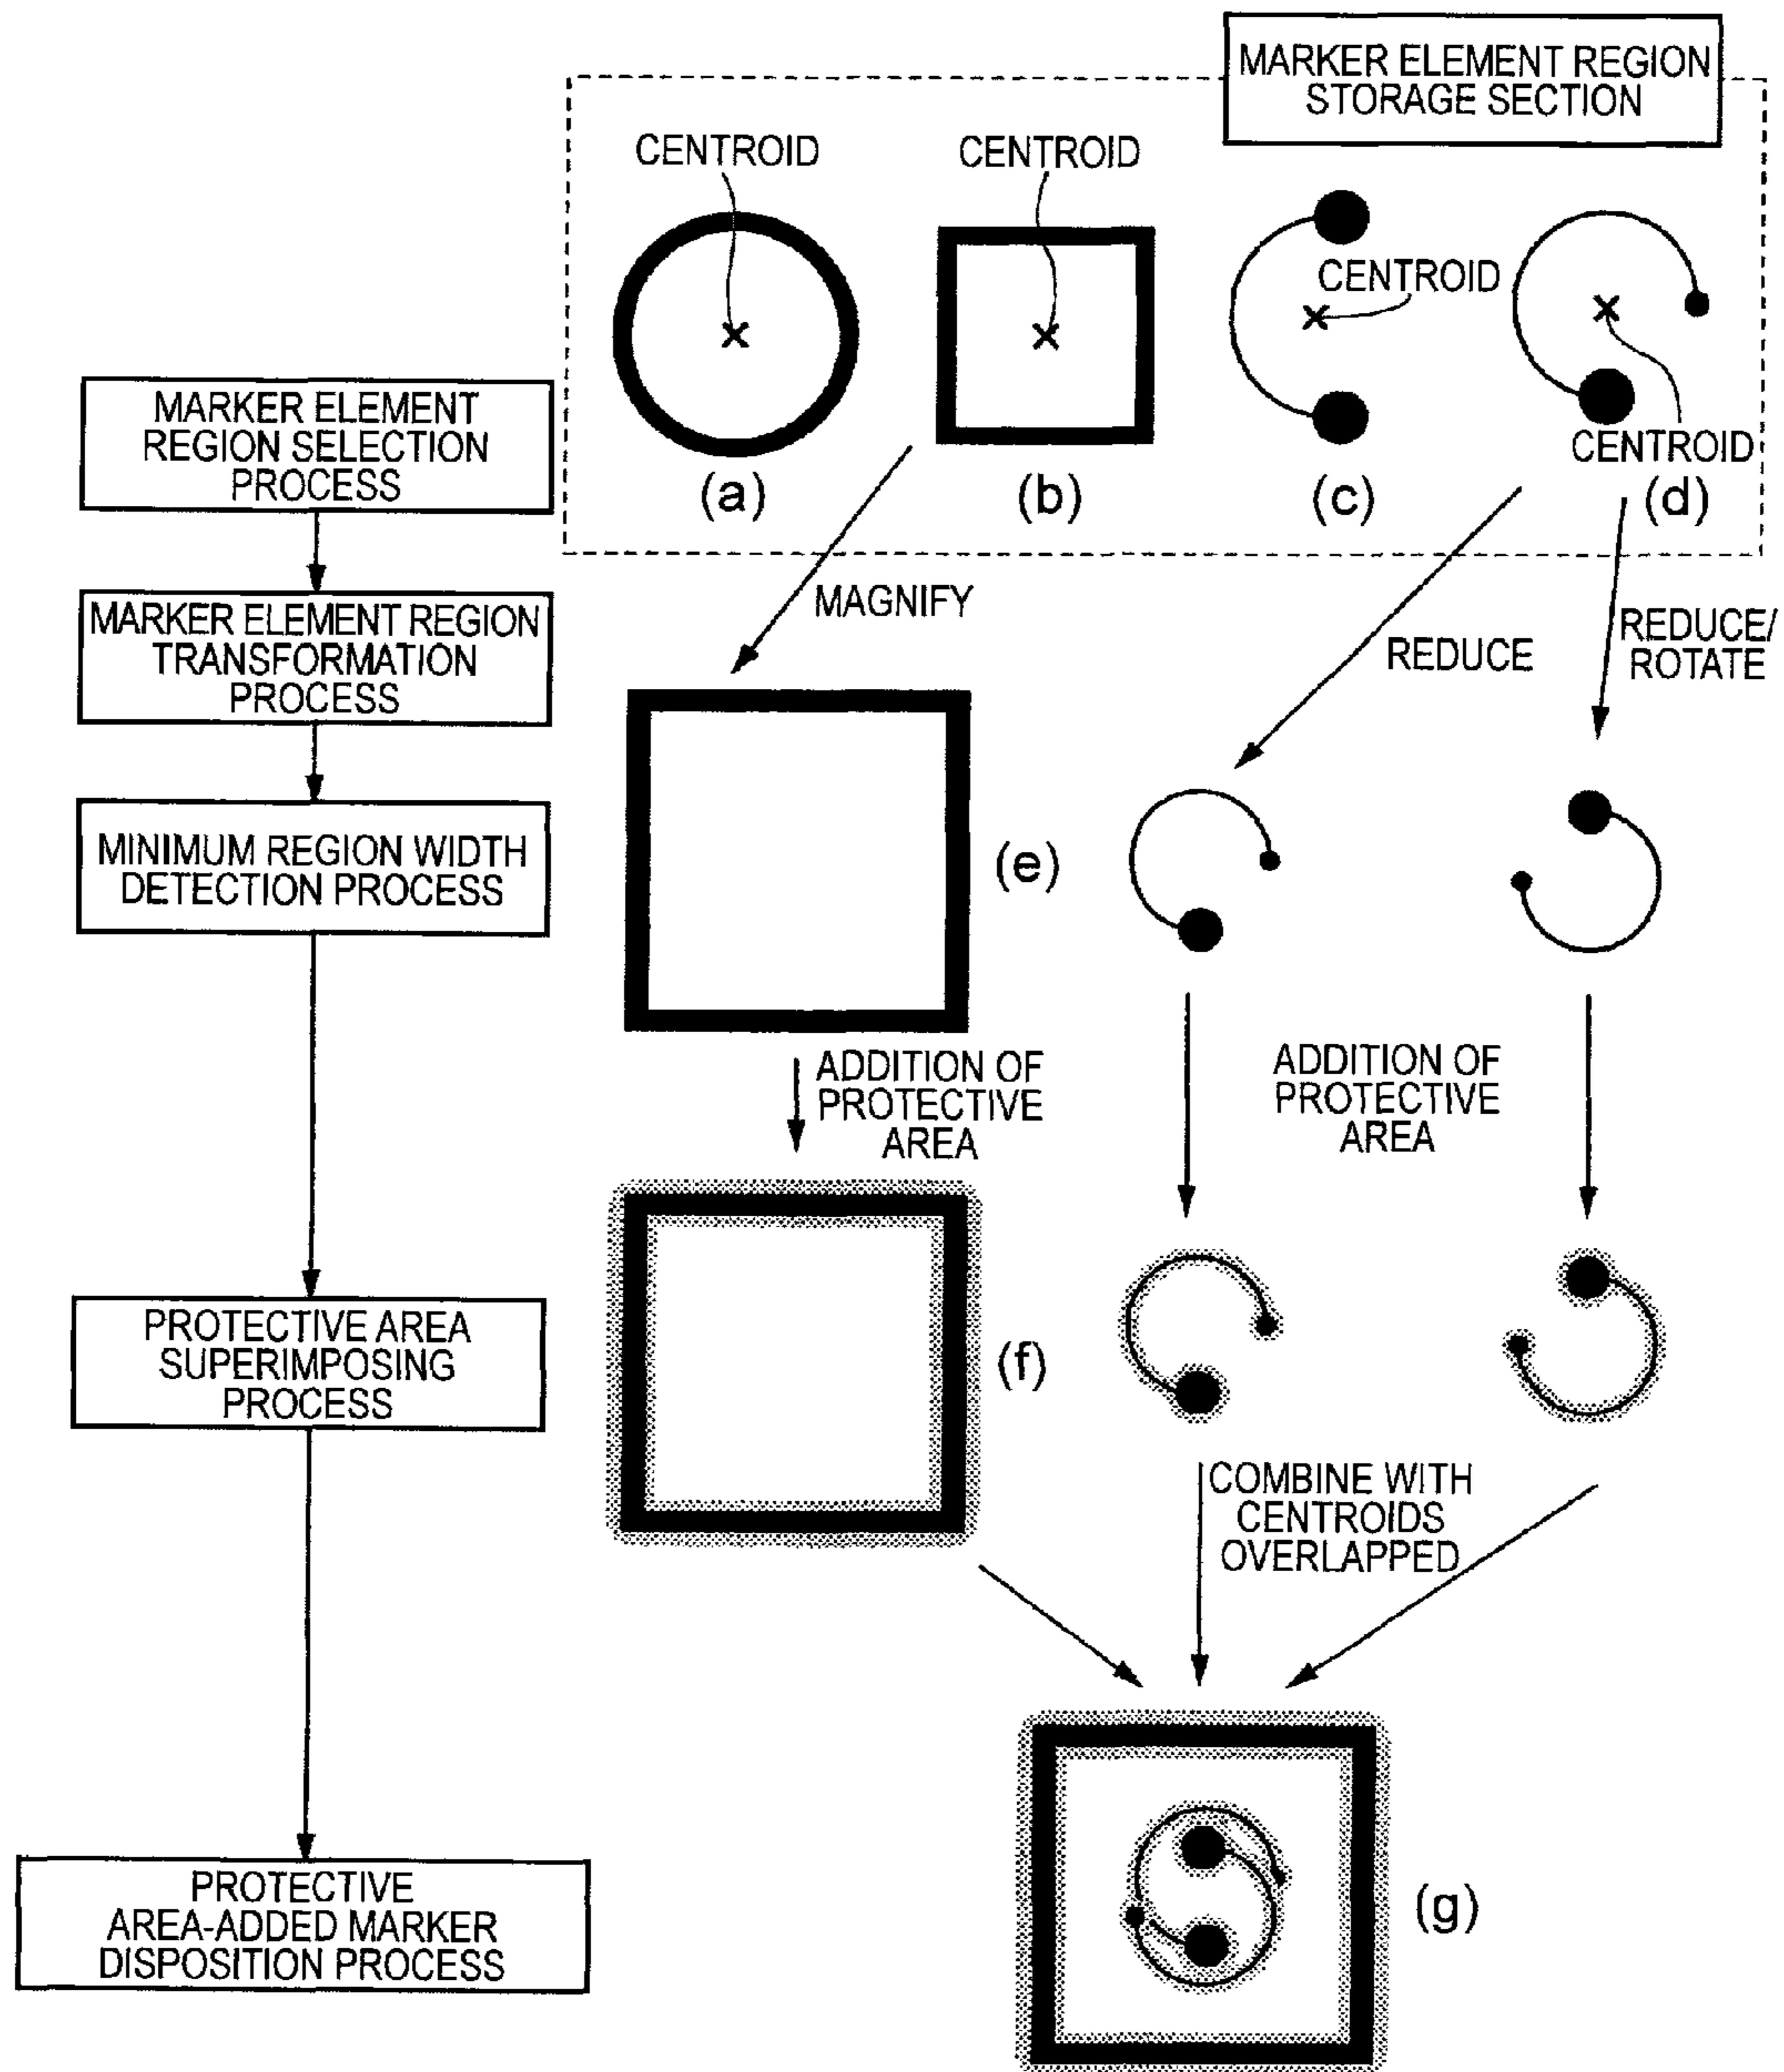 MARKER ELEMENT REGION
STORAGE SECTION
CENTROID
CENTROID
CENTROID
CENTROID
(a)
(b)
(c)
(d)
MARKER ELEMENT
REGION SELECTION
PROCESS
MAGNIFY
REDUCE
REDUCE/
ROTATE
MARKER ELEMENT REGION
TRANSFORMATION
PROCESS
MINIMUM REGION WIDTH
DETECTION PROCESS
(e)
ADDITION OF
PROTECTIVE
AREA
ADDITION OF
PROTECTIVE
AREA
PROTECTIVE AREA
SUPERIMPOSING
PROCESS
(f)
COMBINE WITH
CENTROIDS
OVERLAPPED
PROTECTIVE
AREA-ADDED MARKER
DISPOSITION PROCESS
(g)